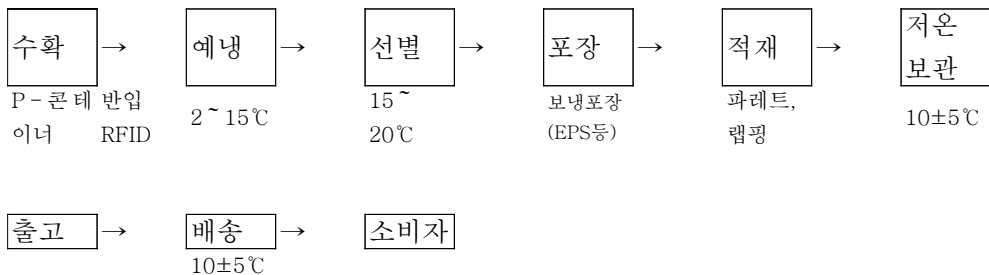 수확 → 예냉 → 선별 → 포장 → 적재 → 저온
보관
P-콘테 반입 2~15℃ 15~ 보냉포장 파레트, 10±5℃
이너 RFID 20℃ (EPS등) 랩핑
출고 → 배송 → 소비자
10±5℃